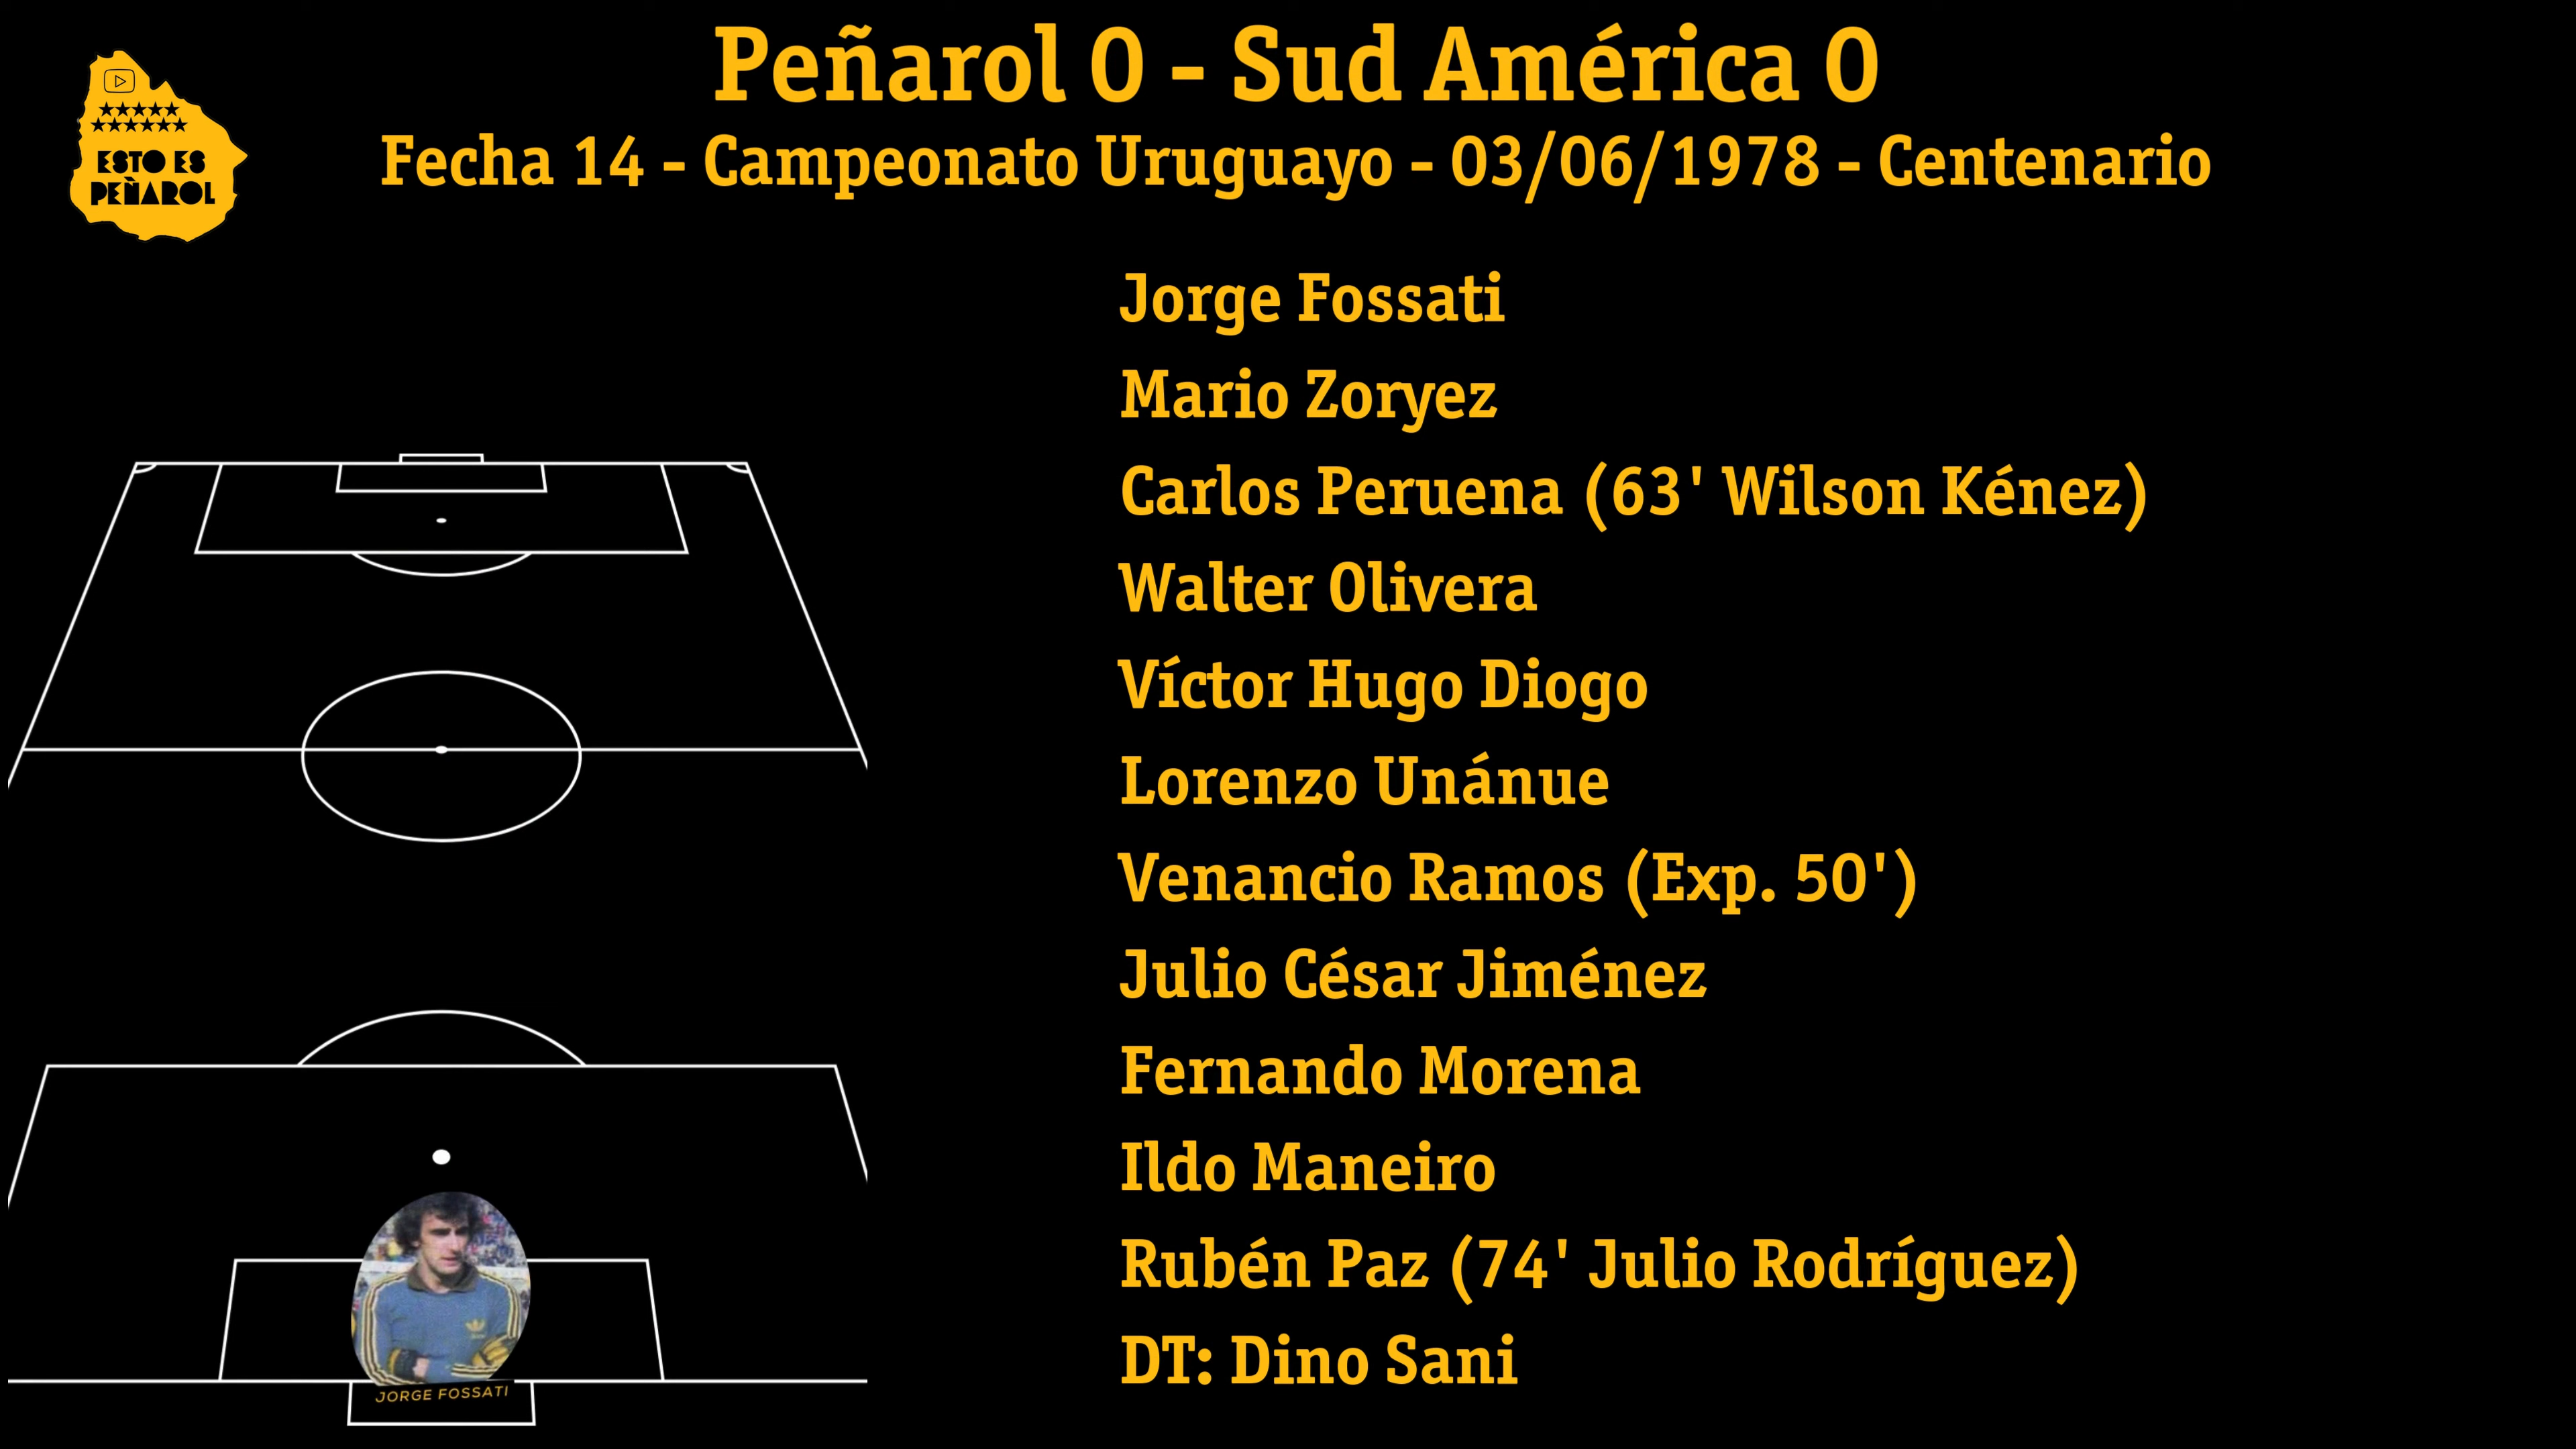 Peñarol 0 - Sud América 0
Fecha 14 - Campeonato Uruguayo - 03/06/1978 - Centenario
ESTO ES
PEÑAROL
Jorge Fossati
Mario Zoryez
Carlos Peruena (63' Wilson Kénez)
Walter Olivera
Víctor Hugo Diogo
Lorenzo Unánue
Venancio Ramos (Exp. 50')
Julio César Jiménez
Fernando Morena
Ildo Maneiro
Rubén Paz (74' Julio Rodríguez)
DT: Dino Sani
JORGE FOSSATI